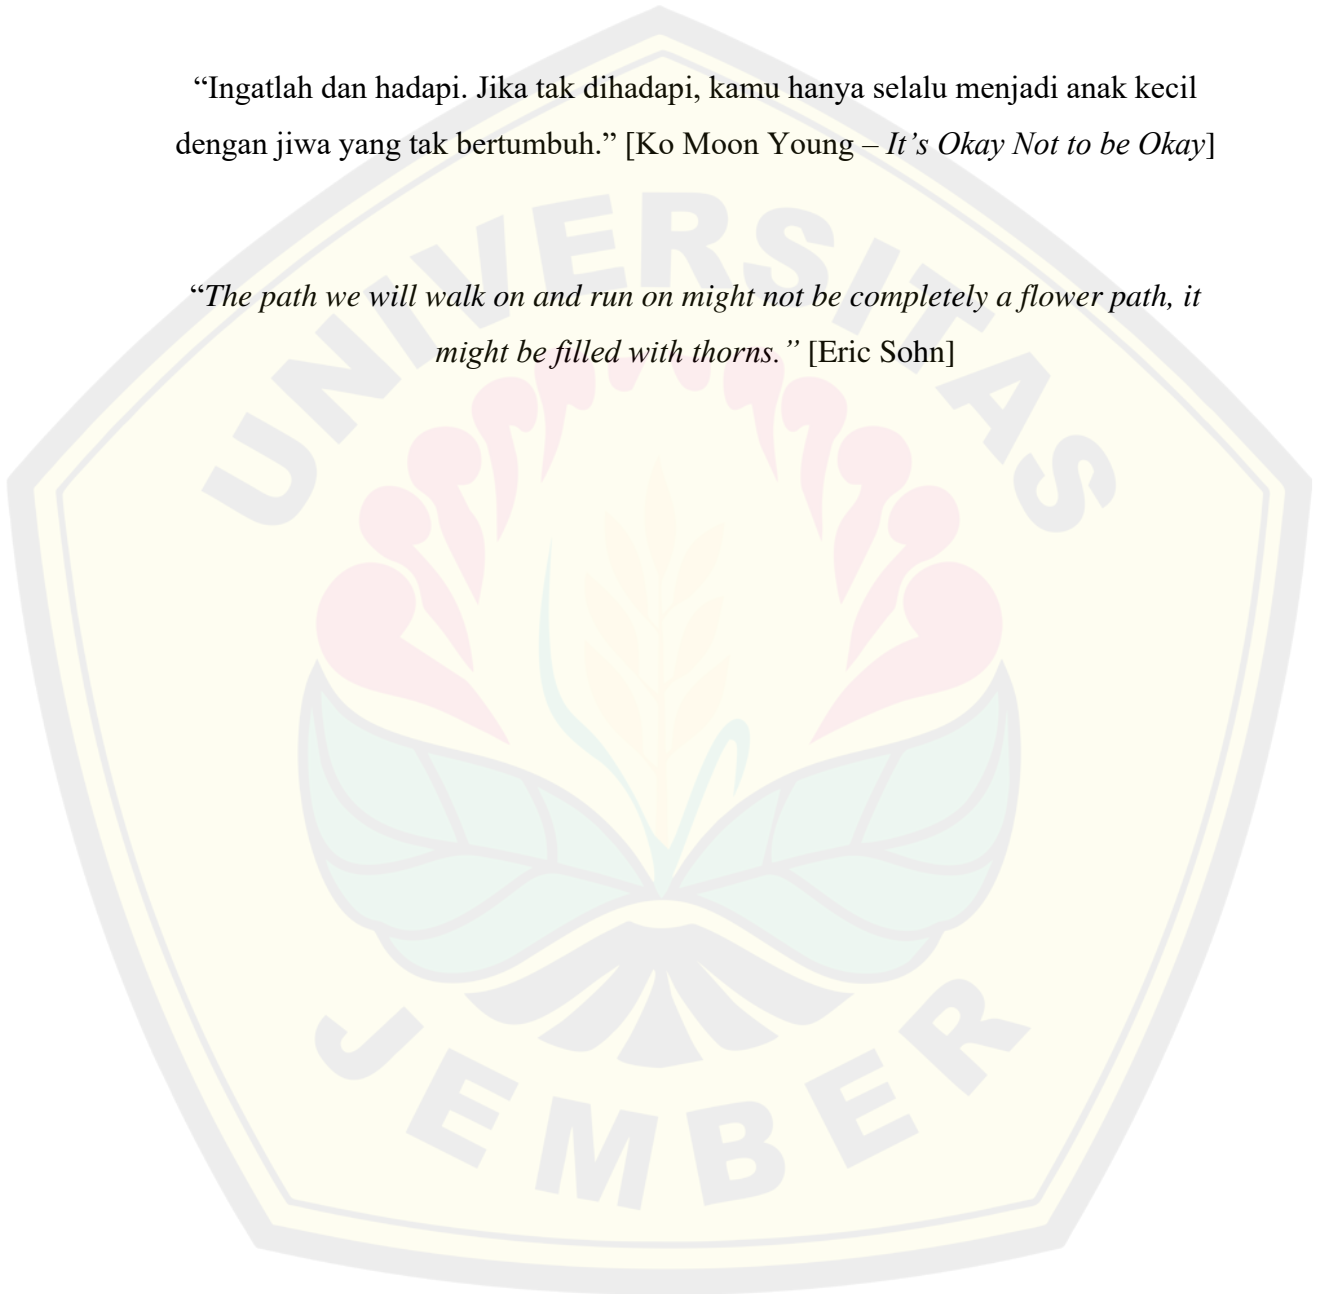 “Ingatlah dan hadapi. Jika tak dihadapi, kamu hanya selalu menjadi anak kecil
dengan jiwa yang tak bertumbuh.” [Ko Moon Young – It’s Okay Not to be Okay]
“The path we will walk on and run on might not be completely a flower path, it
might be filled with thorns.” [Eric Sohn]
UNIVERSITAS
JEMBER